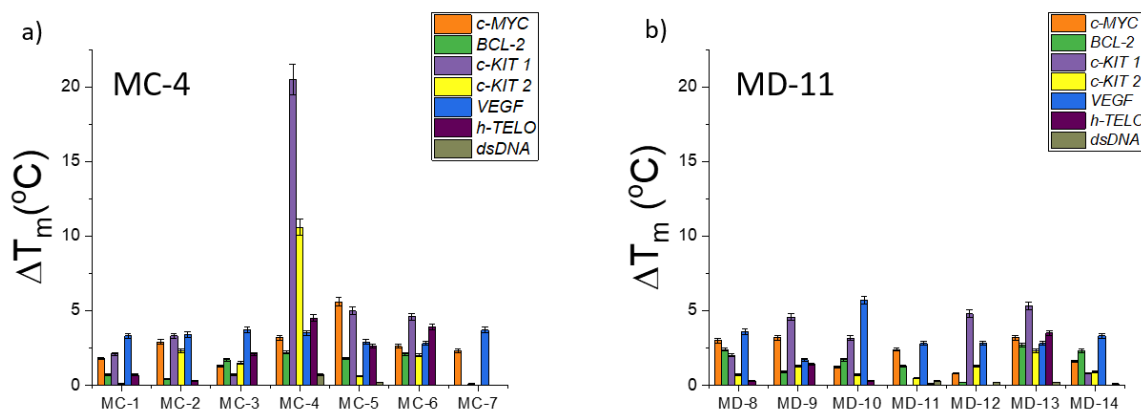 a)
MC-4
c-MYC
BCL-2
c-KIT 1
c-KIT 2
VEGF
h-TELO
dsDNA
ΔTm(°C)
20
15
10
5
0
MC-1 MC-2 MC-3 MC-4 MC-5 MC-6 MC-7
b)
MD-11
c-MYC
BCL-2
c-KIT 1
c-KIT 2
VEGF
h-TELO
dsDNA
ΔTm (°C)
20
15
10
5
0
MD-8 MD-9 MD-10 MD-11 MD-12 MD-13 MD-14